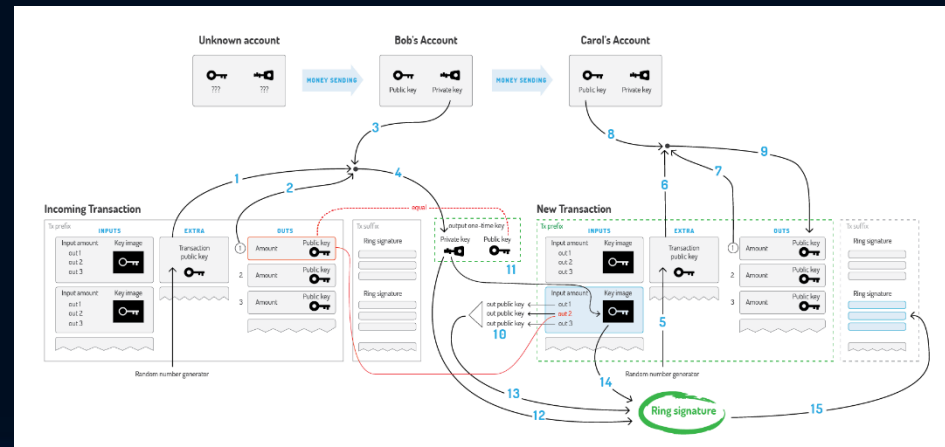 Unknown account
Bob's Account
Carol's Account
???
???
MONEY SENDING
Public key
Private key
MONEY SENDING
Public key
Private key
3
8
1
2
4
6
7
9
Incoming Transaction
Tx prefix
INPUTS
EXTRA
OUTS
Tx suffix
Input amount
Key image
out 1
out 2
out 3
Transaction
public key
1
Amount
Public key
2
Amount
Public key
3
Amount
Public key
Input amount
Key image
out 1
out 2
out 3
Ring signature
Ring signature
Random number generator
equal
output one-time key
Private key
Public key
11
New Transaction
Tx prefix
INPUTS
EXTRA
OUTS
Tx suffix
Input amount
Key image
out 1
out 2
out 3
Transaction
public key
1
Amount
Public key
2
Amount
Public key
3
Amount
Public key
Input amount
Key image
out 1
out 2
out 3
out public key
out public key
out public key
10
5
Ring signature
Ring signature
Random number generator
13
12
14
15
Ring signature